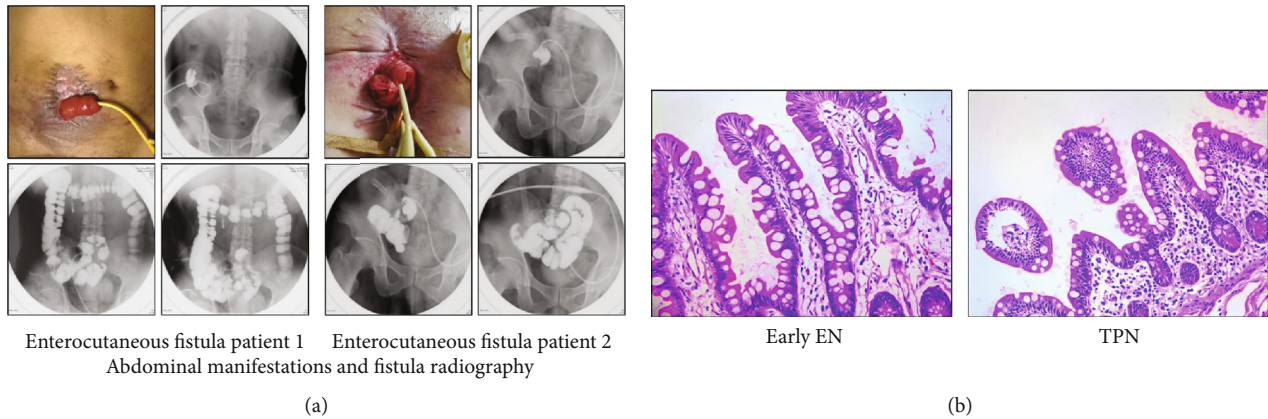 Enterocutaneous fistula patient 1
Enterocutaneous fistula patient 2
Abdominal manifestations and fistula radiography
(a)
Early EN
TPN
(b)